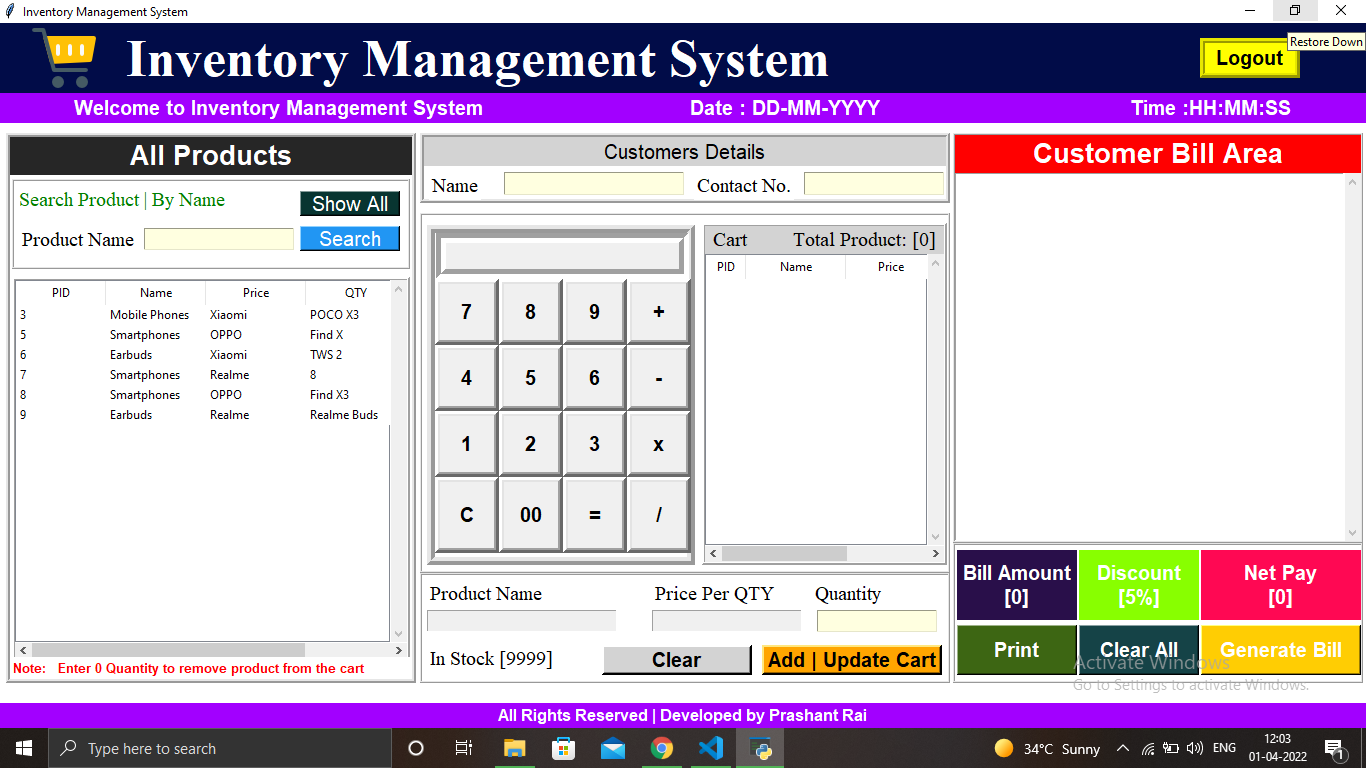 Inventory Management System
Restore Down
Inventory Management System
Logout
Welcome to Inventory Management System Date : DD-MM-YYYY Time :HH:MM:SS
All Products
Search Product | By Name Show All
Product Name Search
PID Name Price QTY
3 Mobile Phones Xiaomi POCO X3
5 Smartphones OPPO Find X
6 Earbuds Xiaomi TWS 2
7 Smartphones Realme 8
8 Smartphones OPPO Find X3
9 Earbuds Realme Realme Buds
Note: Enter 0 Quantity to remove product from the cart
Customers Details
Name Contact No.
7 8 9 +
4 5 6 -
1 2 3 x
C 00 = /
Cart Total Product: [0]
PID Name Price
Product Name Price Per QTY Quantity
In Stock [9999] Clear Add | Update Cart
Customer Bill Area
Bill Amount
[0]
Discount
[5%]
Net Pay
[0]
Print Clear All Generate Bill
Activate Windows
Go to Settings to activate Windows.
All Rights Reserved | Developed by Prashant Rai
Type here to search
34°C Sunny
ENG
12:03
01-04-2022
1